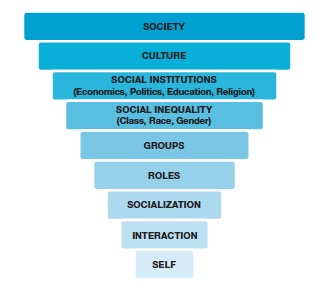 SOCIETY
CULTURE
SOCIAL INSTITUTIONS
(Economics, Politics, Education, Religion)
SOCIAL INEQUALITY
(Class, Race, Gender)
GROUPS
ROLES
SOCIALIZATION
INTERACTION
SELF